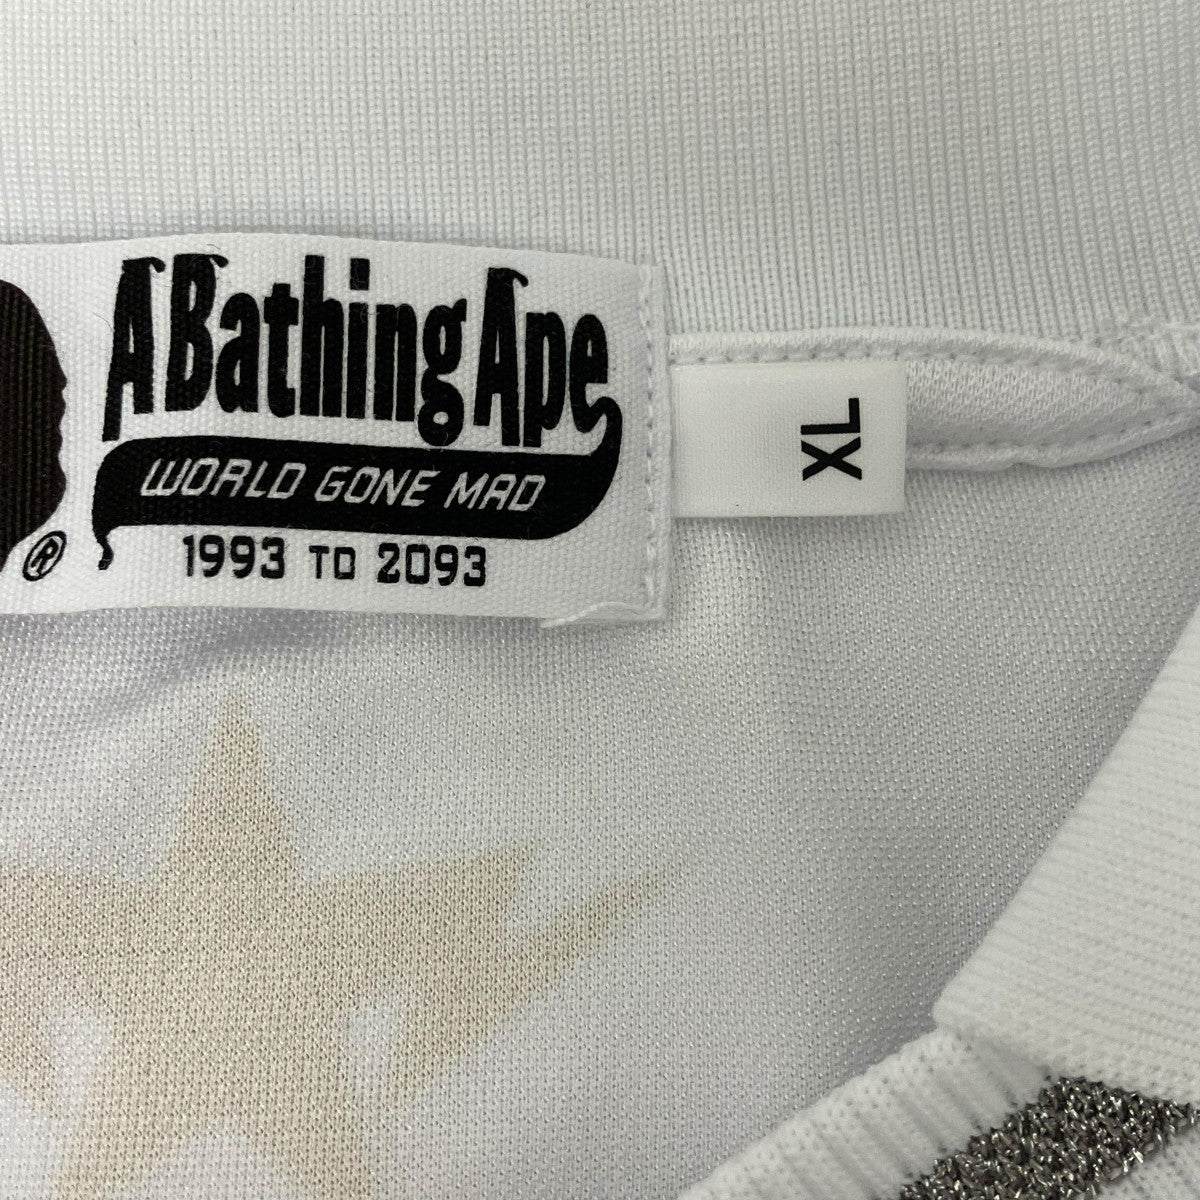 A Bathing Ape
WORLD GONE MAD
1993 TO 2093
®
XL